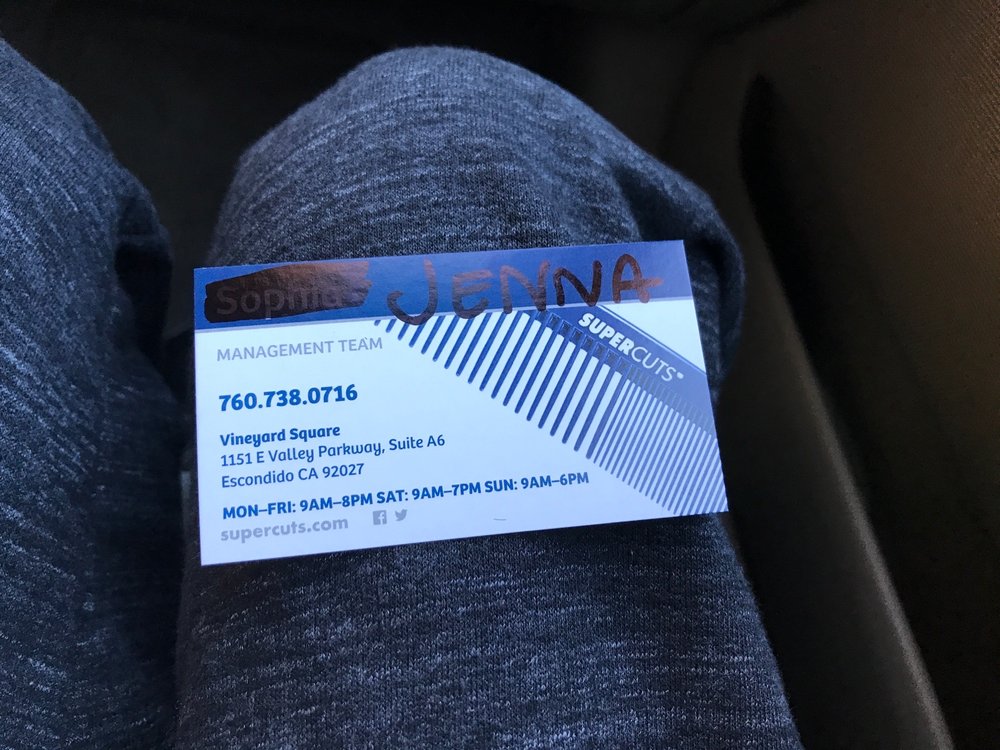 Sophia JENNA
SUPERCUTS®
MANAGEMENT TEAM
760.738.0716
Vineyard Square
1151 E Valley Parkway, Suite A6
Escondido CA 92027
MON–FRI: 9AM–8PM SAT: 9AM–7PM SUN: 9AM–6PM
supercuts.com